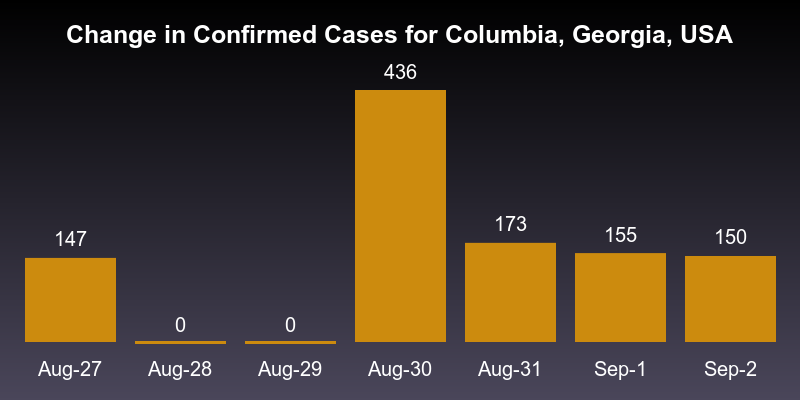 Change in Confirmed Cases for Columbia, Georgia, USA
436
147
0
0
173
155
150
Aug-27
Aug-28
Aug-29
Aug-30
Aug-31
Sep-1
Sep-2